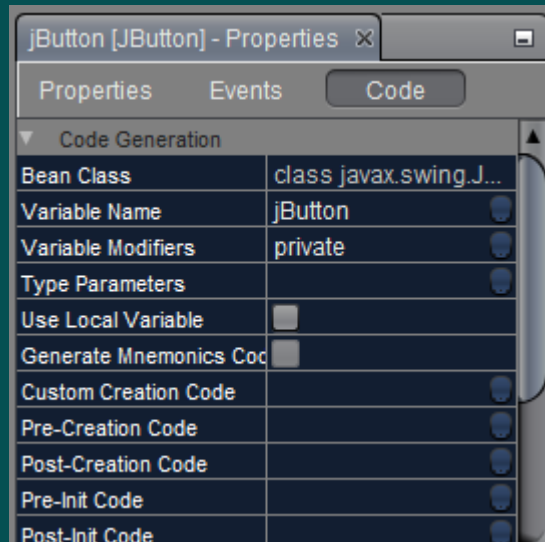 jButton [JButton] - Properties
Properties Events Code
Code Generation
Bean Class class javax.swing.J...
Variable Name jButton
Variable Modifiers private
Type Parameters
Use Local Variable
Generate Mnemonics Coc
Custom Creation Code
Pre-Creation Code
Post-Creation Code
Pre-Init Code
Post-Init Code